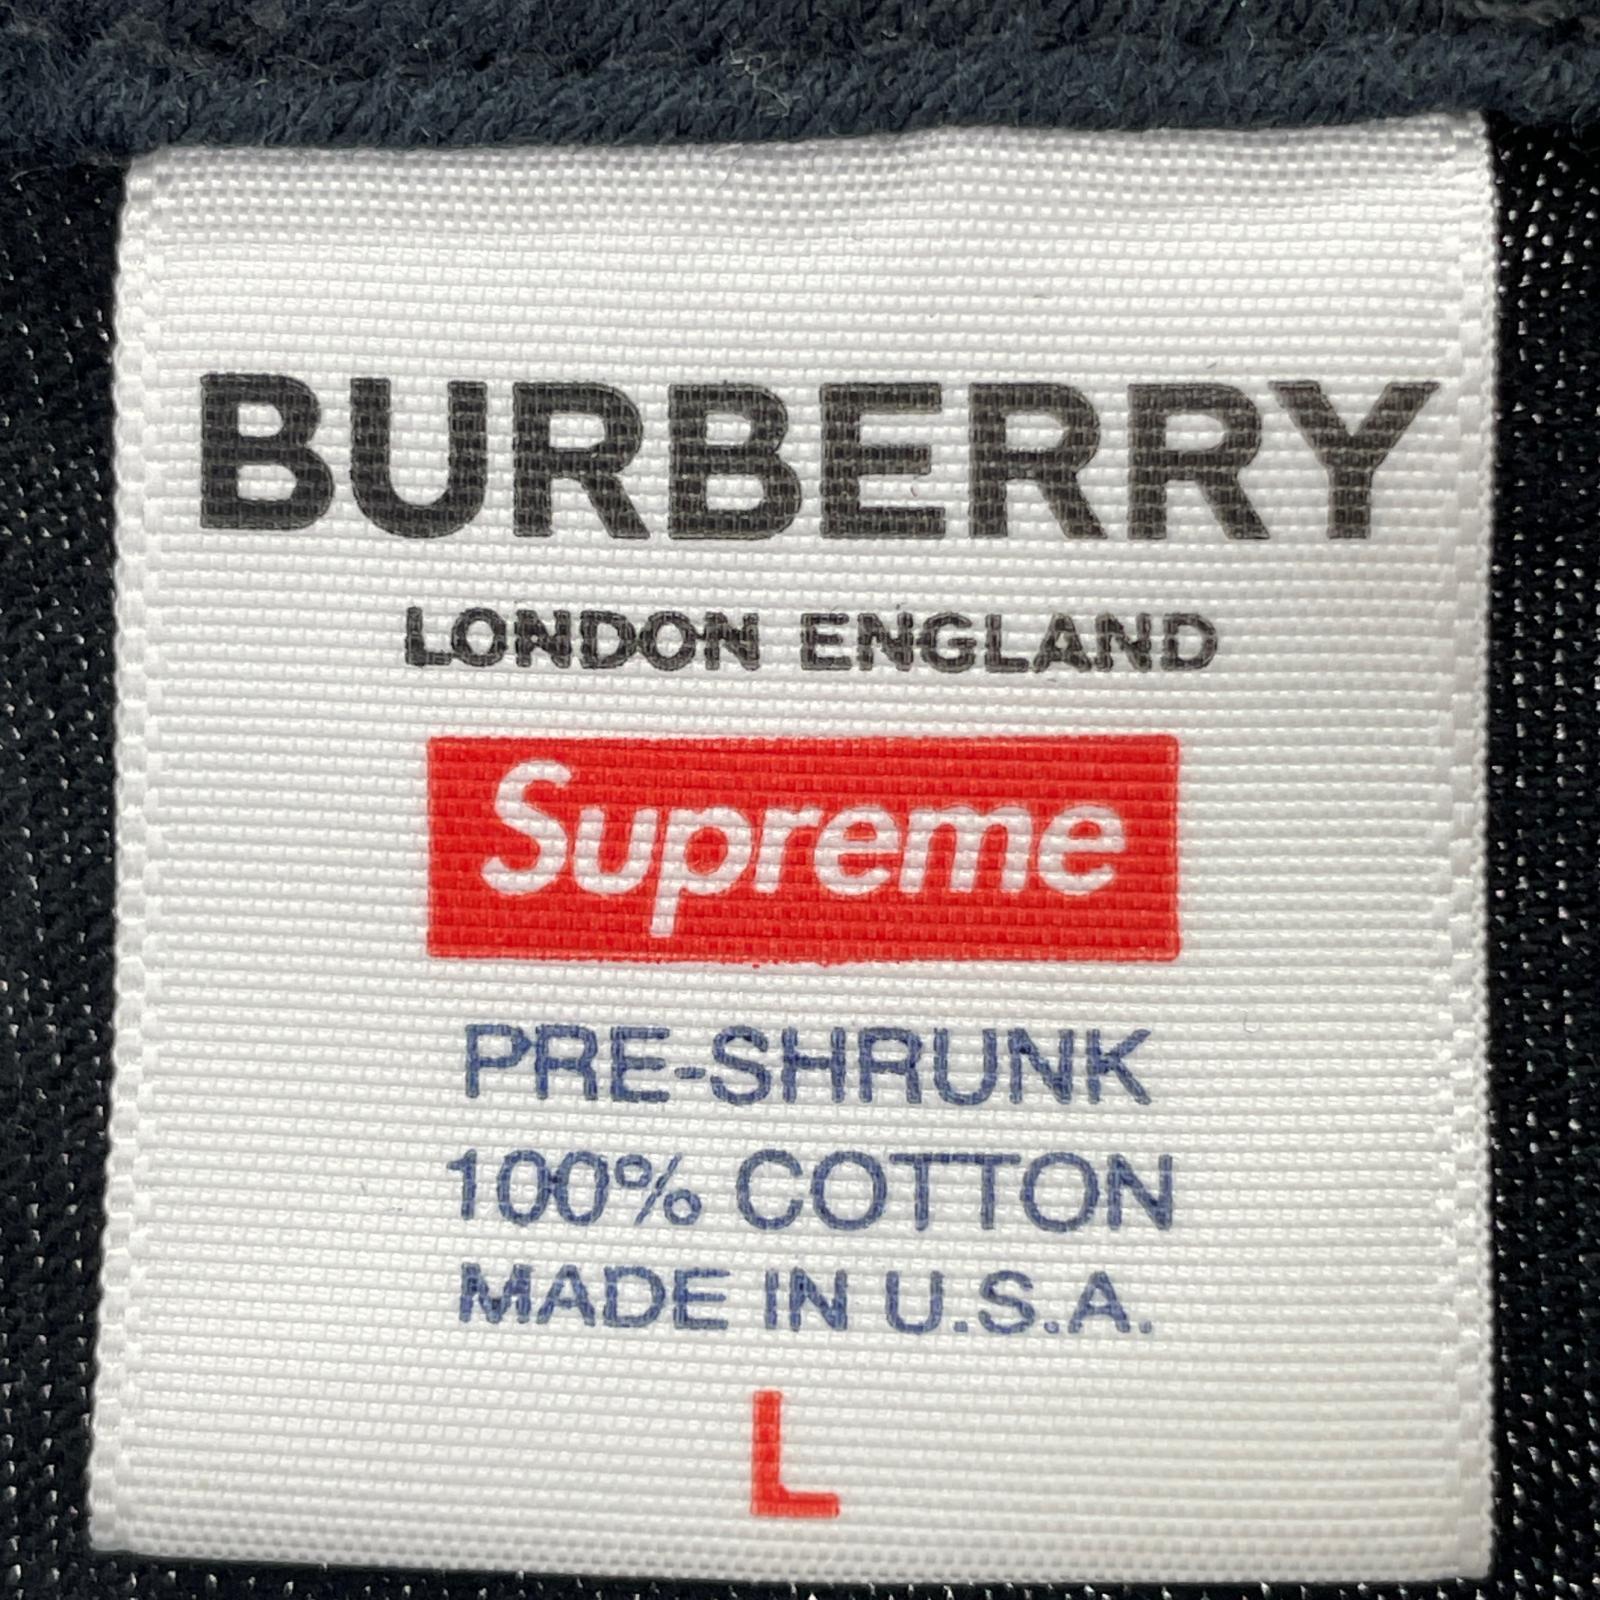 BURBERRY
LONDON ENGLAND
Supreme
PRE-SHRUNK
100% COTTON
MADE IN U.S.A.
L